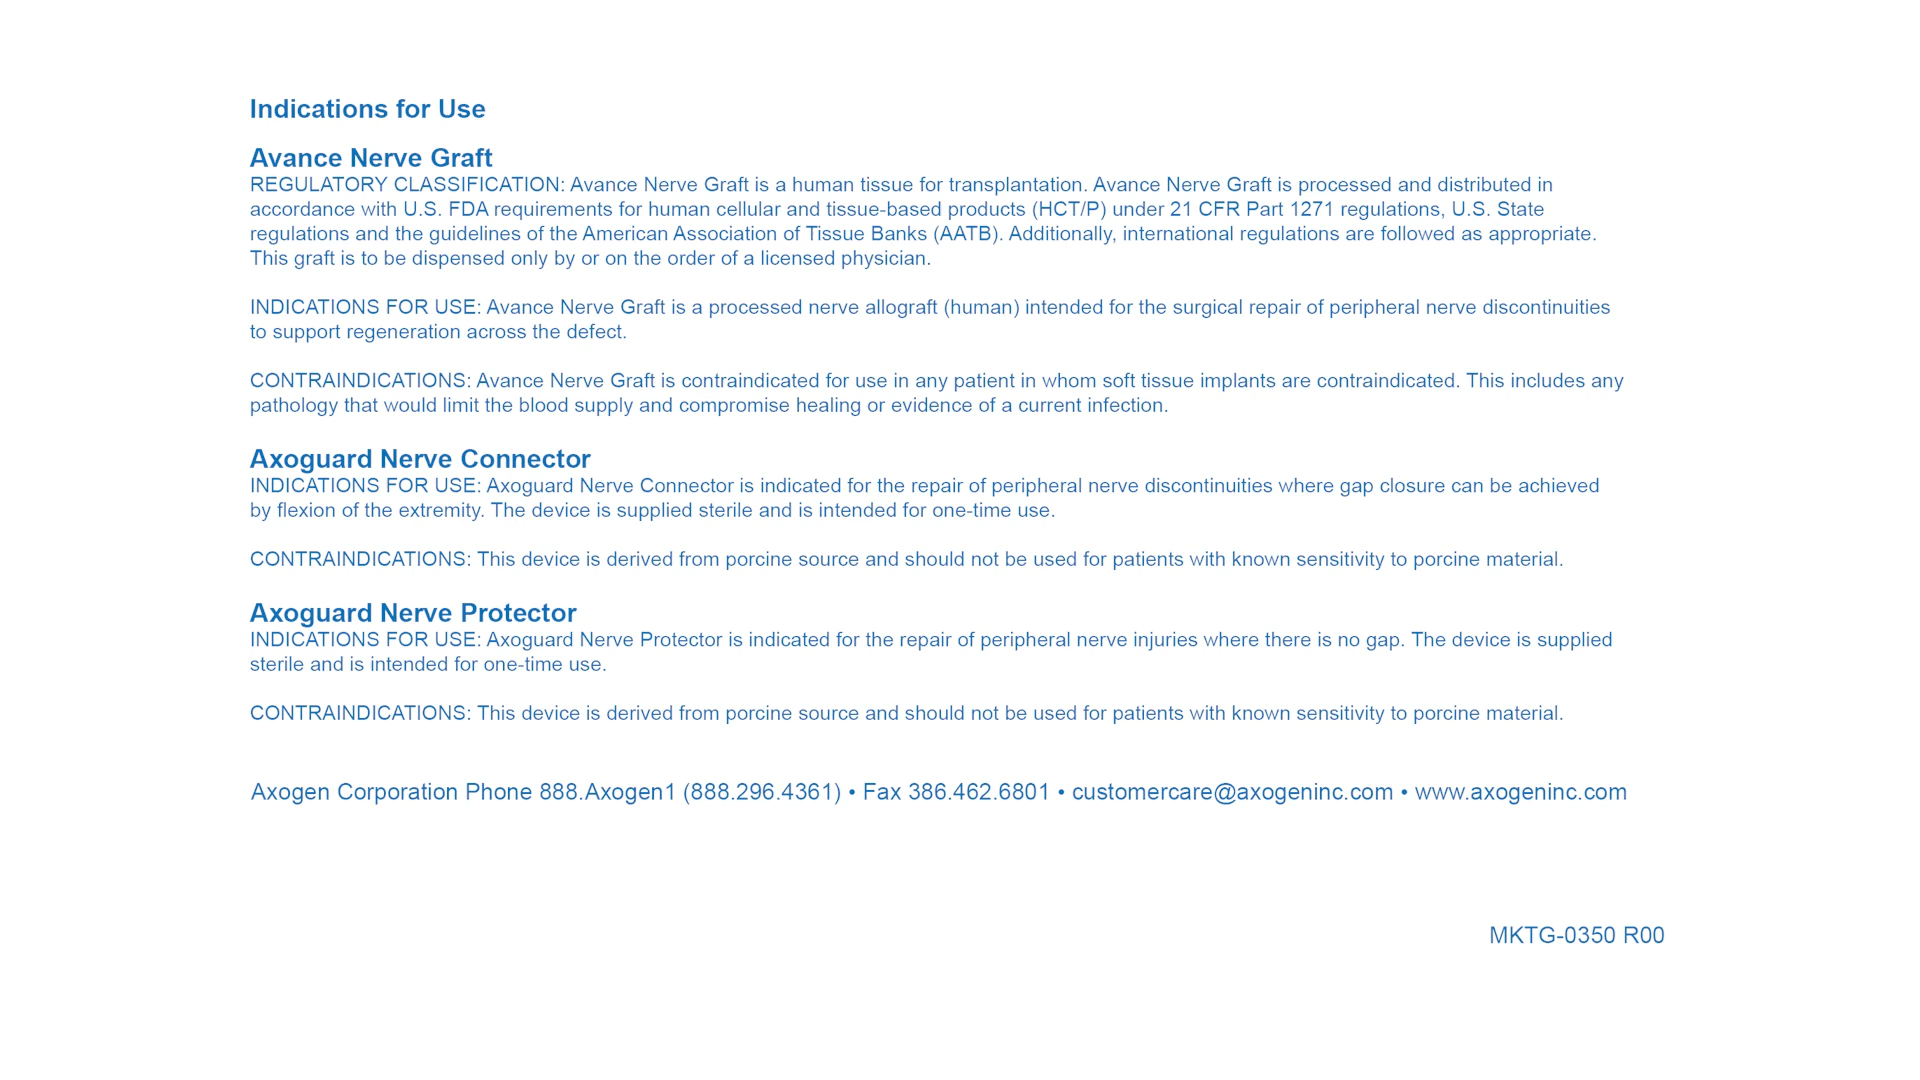 Indications for Use
Avance Nerve Graft
REGULATORY CLASSIFICATION: Avance Nerve Graft is a human tissue for transplantation. Avance Nerve Graft is processed and distributed in
accordance with U.S. FDA requirements for human cellular and tissue-based products (HCT/P) under 21 CFR Part 1271 regulations, U.S. State
regulations and the guidelines of the American Association of Tissue Banks (AATB). Additionally, international regulations are followed as appropriate.
This graft is to be dispensed only by or on the order of a licensed physician.
INDICATIONS FOR USE: Avance Nerve Graft is a processed nerve allograft (human) intended for the surgical repair of peripheral nerve discontinuities
to support regeneration across the defect.
CONTRAINDICATIONS: Avance Nerve Graft is contraindicated for use in any patient in whom soft tissue implants are contraindicated. This includes any
pathology that would limit the blood supply and compromise healing or evidence of a current infection.
Axoguard Nerve Connector
INDICATIONS FOR USE: Axoguard Nerve Connector is indicated for the repair of peripheral nerve discontinuities where gap closure can be achieved
by flexion of the extremity. The device is supplied sterile and is intended for one-time use.
CONTRAINDICATIONS: This device is derived from porcine source and should not be used for patients with known sensitivity to porcine material.
Axoguard Nerve Protector
INDICATIONS FOR USE: Axoguard Nerve Protector is indicated for the repair of peripheral nerve injuries where there is no gap. The device is supplied
sterile and is intended for one-time use.
CONTRAINDICATIONS: This device is derived from porcine source and should not be used for patients with known sensitivity to porcine material.
Axogen Corporation Phone 888.Axogen1 (888.296.4361) • Fax 386.462.6801 • customercare@axogeninc.com • www.axogeninc.com
MKTG-0350 R00